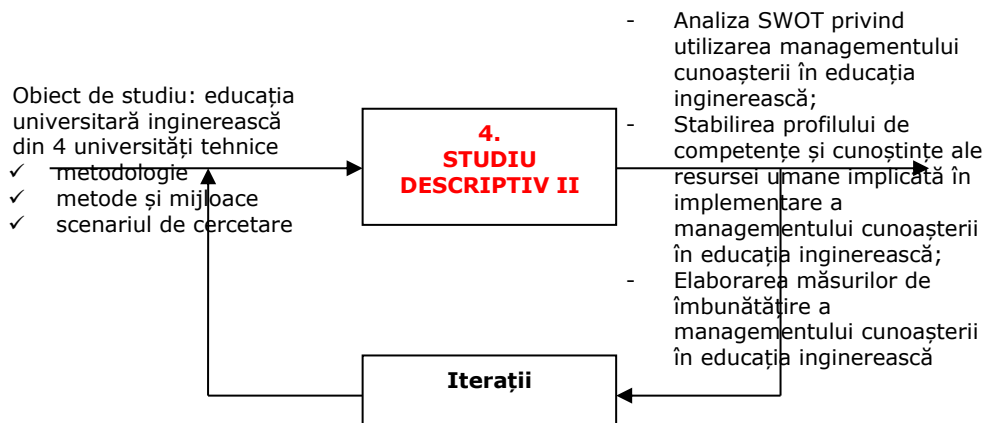 Obiect de studiu: educația
universitară inginerească
din 4 universități tehnice
✓ metodologie
✓ metode și mijloace
✓ scenariul de cercetare
4.
STUDIU
DESCRIPTIV II
- Analiza SWOT privind
utilizarea managementului
cunoașterii în educația
inginerească;
- Stabilirea profilului de
competențe și cunoștințe ale
resursei umane implicată în
implementare a
managementului cunoașterii
în educația inginerească;
- Elaborarea măsurilor de
îmbunătățire a
managementului cunoașterii
în educația inginerească
Iterații